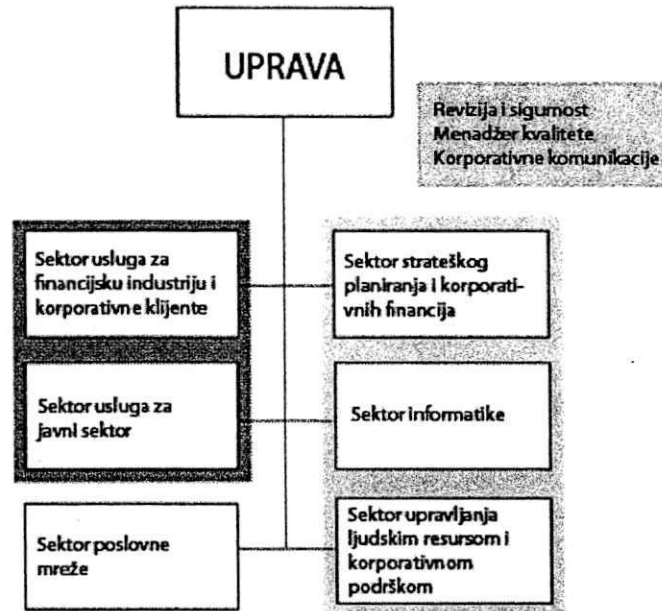 UPRAVA
Revizija i sigurnost
Menadžer kvalitete
Korporativne komunikacije
Sektor usluga za
financijsku industriju i
korporativne klijente
Sektor strateškog
planiranja i korporati-
vnih financija
Sektor usluga za
javni sektor
Sektor informatike
Sektor poslovne
mreže
Sektor upravljanja
ljudskim resursom i
korporativnom
podrškom